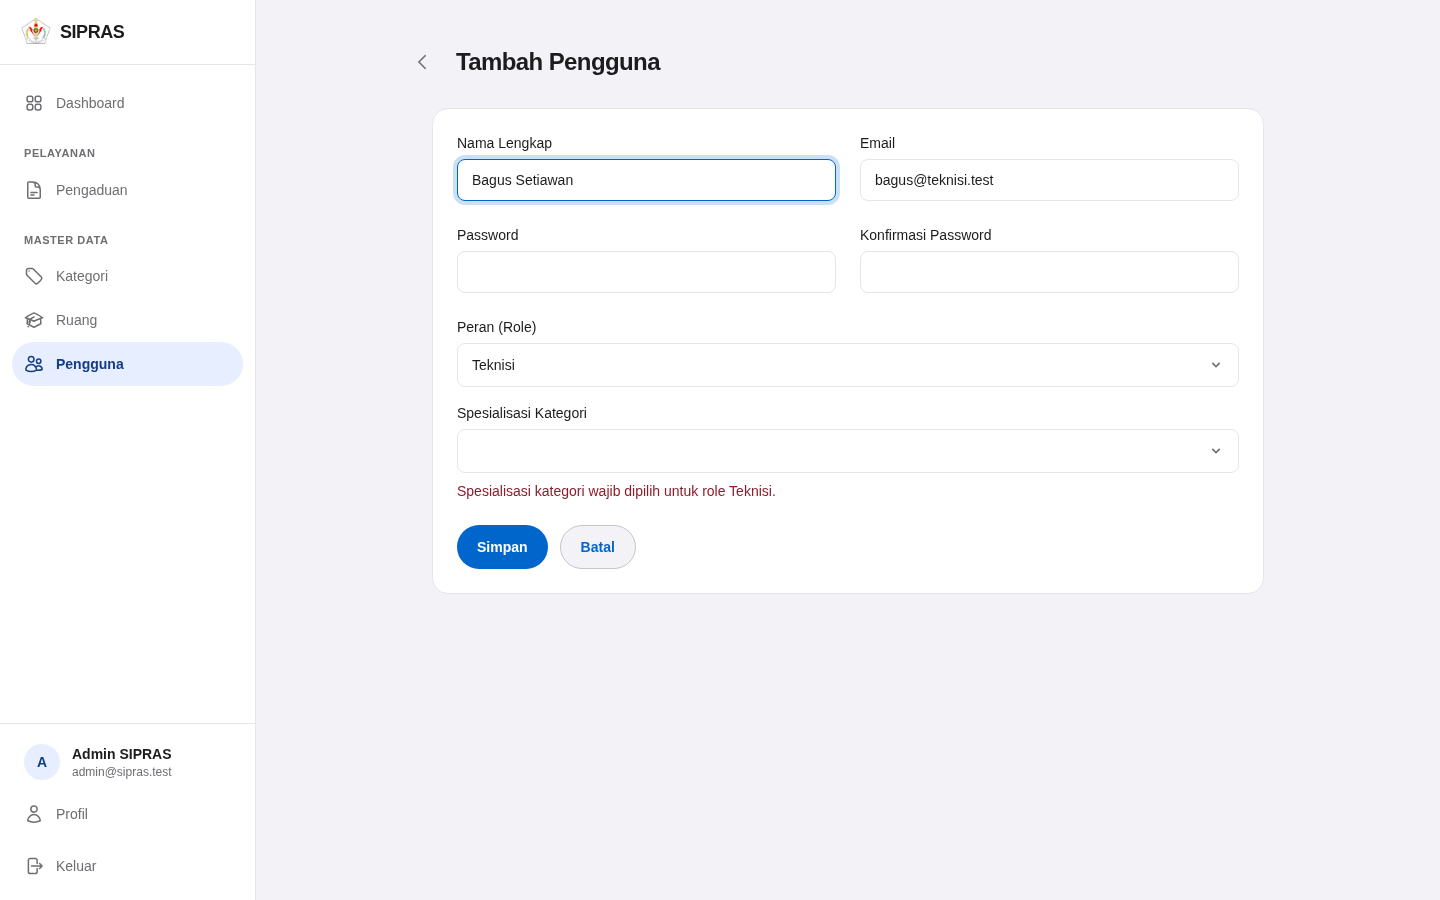 SIPRAS
Dashboard
PELAYANAN
Pengaduan
MASTER DATA
Kategori
Ruang
Pengguna
A
Admin SIPRAS
admin@sipras.test
Profil
Keluar
Tambah Pengguna
Nama Lengkap
Bagus Setiawan
Email
bagus@teknisi.test
Password
Konfirmasi Password
Peran (Role)
Teknisi
Spesialisasi Kategori
Spesialisasi kategori wajib dipilih untuk role Teknisi.
Simpan
Batal